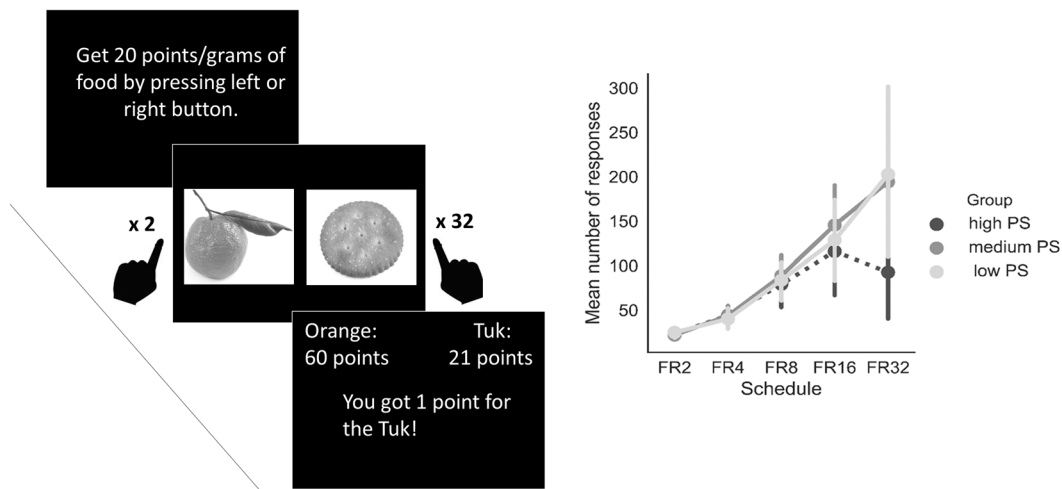 Get 20 points/grams of
food by pressing left or
right button.
x 2
x 32
Orange:
60 points
Tuk:
21 points
You got 1 point for
the Tuk!
Mean number of responses
300
250
200
150
100
50
FR2 FR4 FR8 FR16 FR32
Schedule
Group
high PS
medium PS
low PS